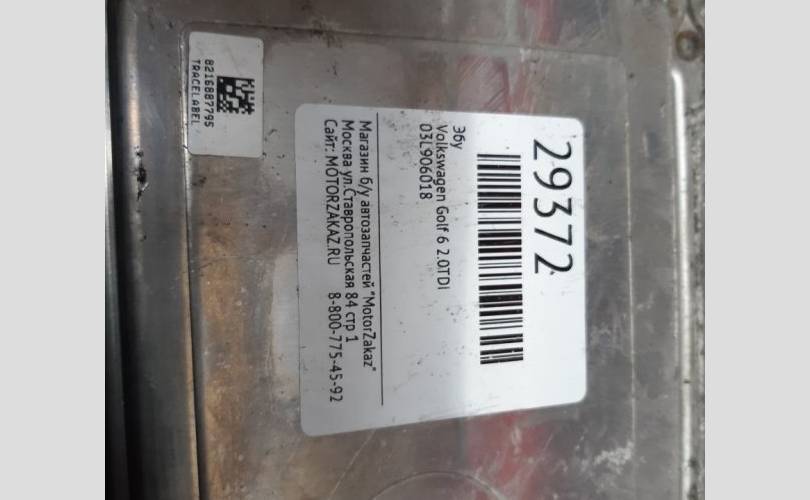 29372
Эбу
Volkswagen Golf 6 2.0TDI
03L906018
Магазин б/у автозапчастей "MotorZakaz"
Москва ул.Ставропольская 84 стр 1
Сайт: MOTORZAKAZ.RU 8-800-775-45-92
8216887795
TRACELABEL